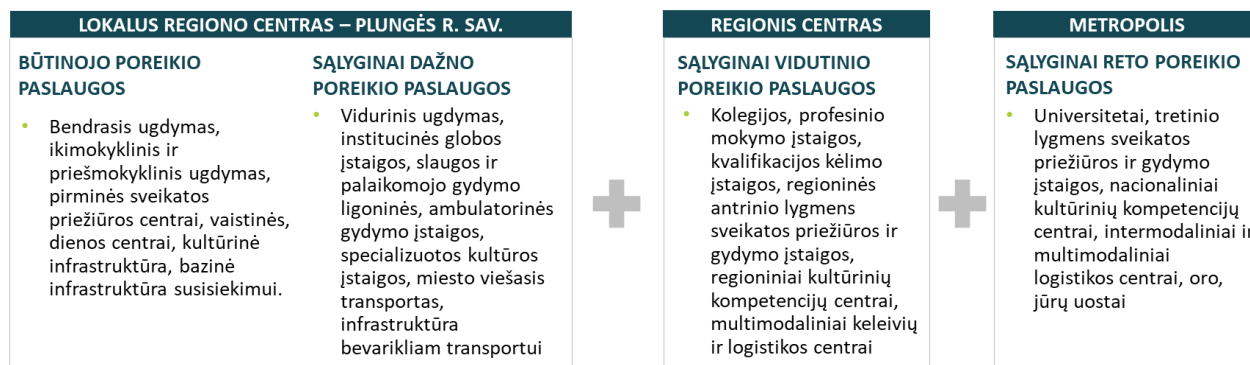 LOKALUS REGIONO CENTRAS – PLUNGĖS R. SAV.
BŪTINOJO POREIKIO
PASLAUGOS
• Bendrasis ugdymas,
ikimokyklinis ir
priešmokyklinis ugdymas,
pirminės sveikatos
priežiūros centrai, vaistinės,
dienos centrai, kultūrinė
infrastruktūra, bazinė
infrastruktūra susisiekimui.
SĄLYGINAI DAŽNO
POREIKIO PASLAUGOS
• Vidurinis ugdymas,
institucinės globos
įstaigos, slaugos ir
palaikomojo gydymo
ligoninės, ambulatorinės
gydymo įstaigos,
specializuotos kultūros
įstaigos, miesto viešasis
transportas,
infrastruktūra
bevarikliam transportui
REGIONIS CENTRAS
SĄLYGINAI VIDUTINIO
POREIKIO PASLAUGOS
• Kolegijos, profesinio
mokymo įstaigos,
kvalifikacijos kėlimo
įstaigos, regioninės
antrinio lygmens
sveikatos priežiūros ir
gydymo įstaigos,
regioniniai kultūrinių
kompetencijų centrai,
multimodaliniai keleivių
ir logistikos centrai
METROPOLIS
SĄLYGINAI RETO POREIKIO
PASLAUGOS
• Universitetai, tretinio
lygmens sveikatos
priežiūros ir gydymo
įstaigos, nacionaliniai
kultūrinių kompetencijų
centrai, intermodaliniai ir
multimodaliniai
logistikos centrai, oro,
jūrų uostai